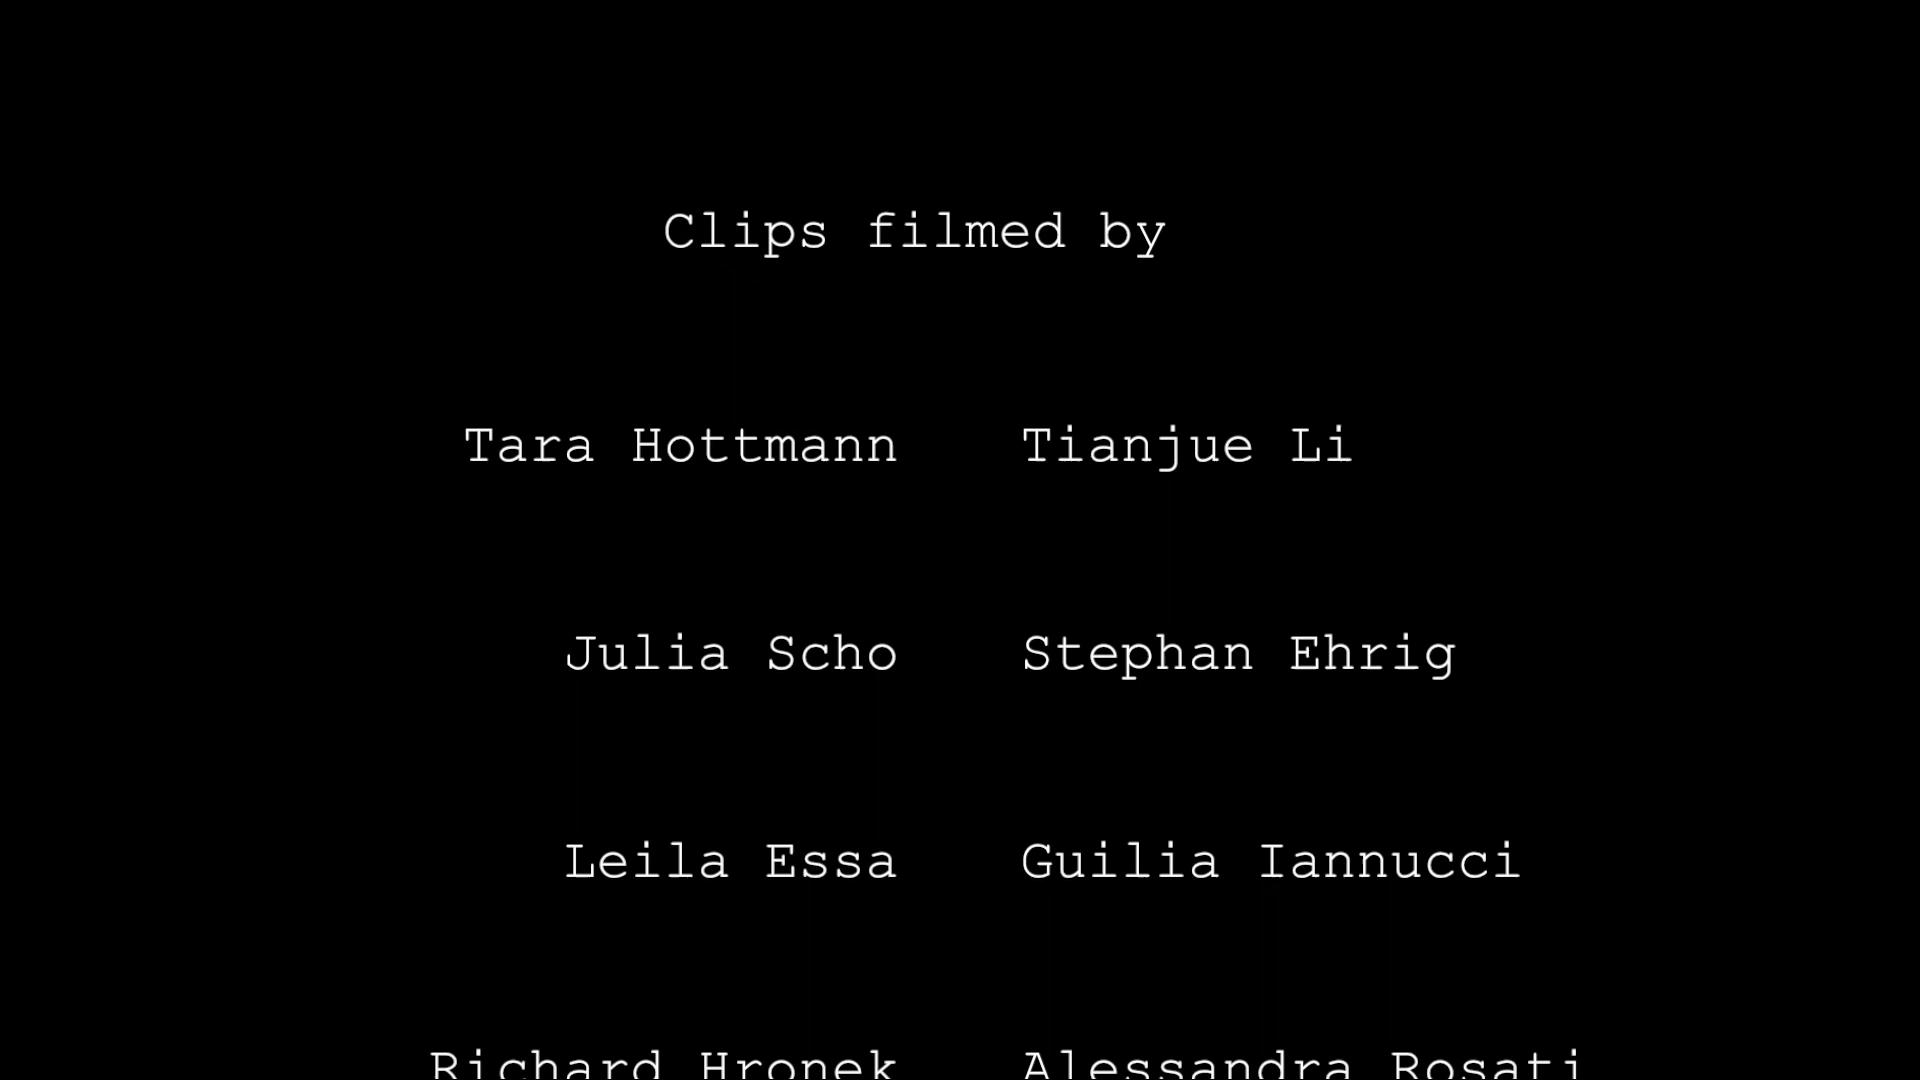 Clips filmed by
Tara Hottmann Tianjue Li
Julia Scho Stephan Ehrig
Leila Essa Guilia Iannucci
Richard Hronek Alessandra Rosati